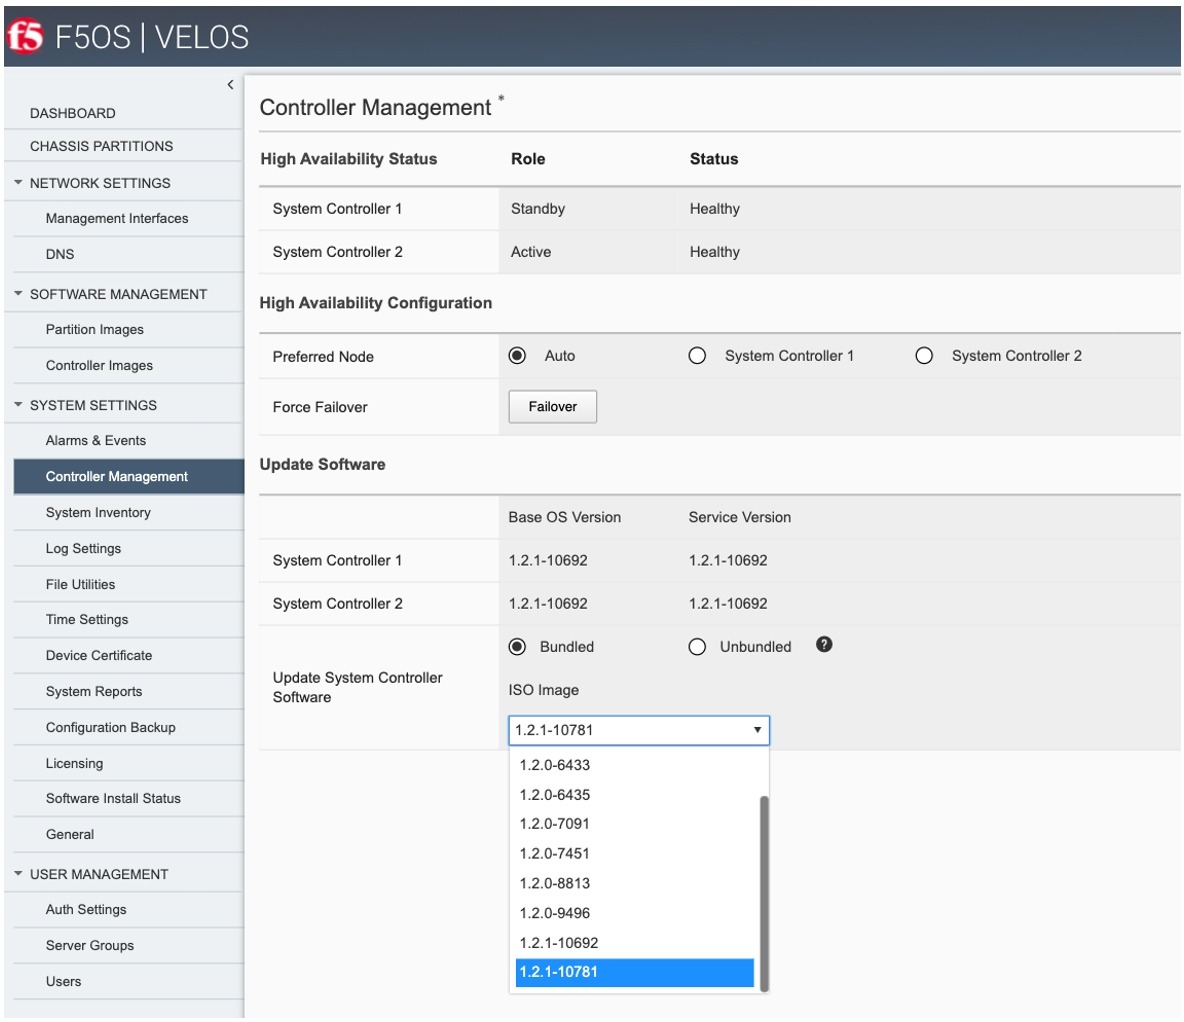 f5 F5OS | VELOS
DASHBOARD
CHASSIS PARTITIONS
NETWORK SETTINGS
Management Interfaces
DNS
SOFTWARE MANAGEMENT
Partition Images
Controller Images
SYSTEM SETTINGS
Alarms & Events
Controller Management
System Inventory
Log Settings
File Utilities
Time Settings
Device Certificate
System Reports
Configuration Backup
Licensing
Software Install Status
General
USER MANAGEMENT
Auth Settings
Server Groups
Users
Controller Management *
High Availability Status Role Status
System Controller 1 Standby Healthy
System Controller 2 Active Healthy
High Availability Configuration
Preferred Node Auto System Controller 1 System Controller 2
Force Failover Failover
Update Software
Base OS Version Service Version
System Controller 1 1.2.1-10692 1.2.1-10692
System Controller 2 1.2.1-10692 1.2.1-10692
Bundled Unbundled ?
Update System Controller
Software
ISO Image
1.2.1-10781
1.2.0-6433
1.2.0-6435
1.2.0-7091
1.2.0-7451
1.2.0-8813
1.2.0-9496
1.2.1-10692
1.2.1-10781